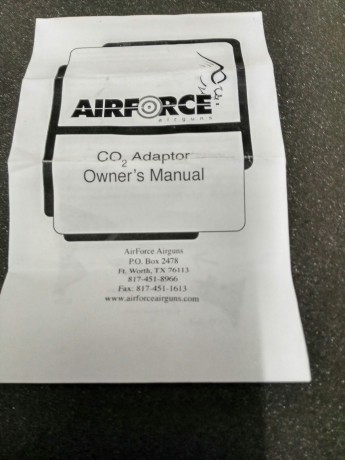 AIRFORCE
airguns
CO₂ Adaptor
Owner's Manual
AirForce Airguns
P.O. Box 2478
Ft. Worth, TX 76113
817-451-8966
Fax: 817-451-1613
www.airforceairguns.com